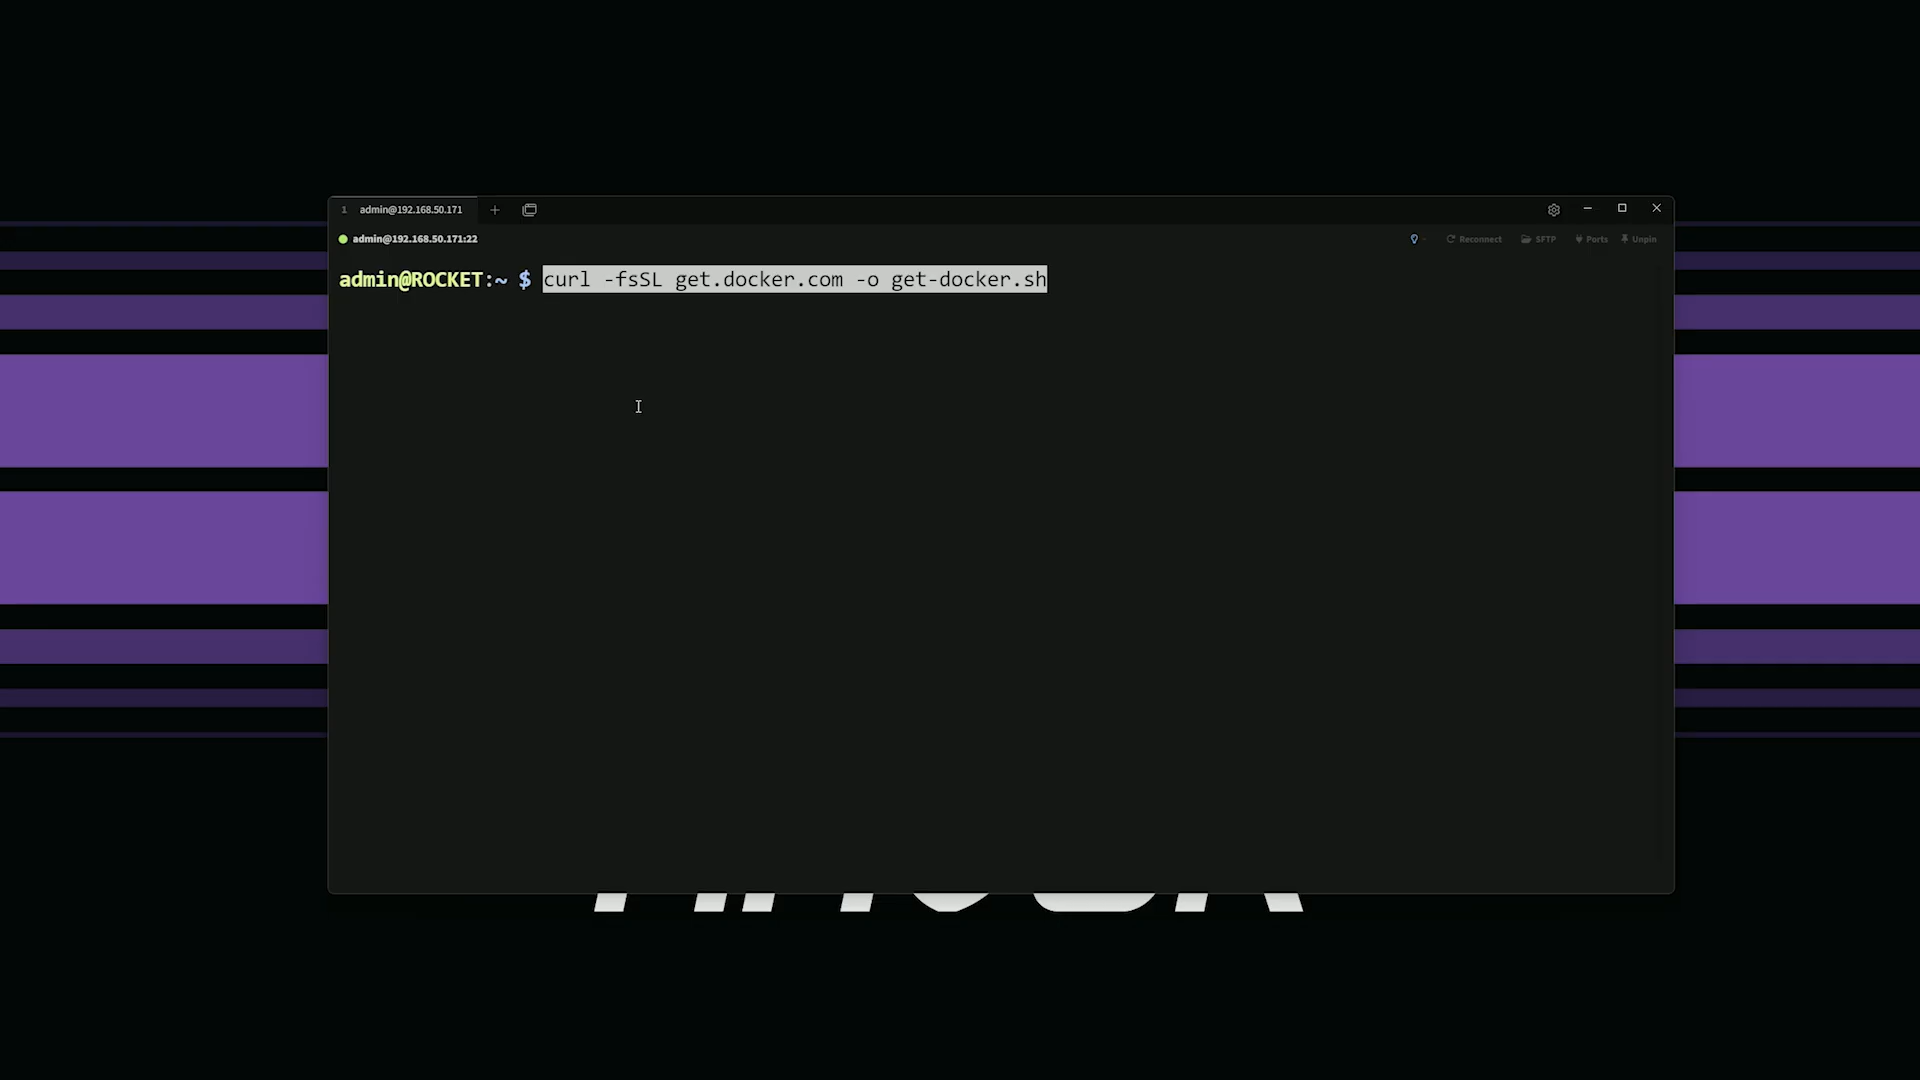 1 admin@192.168.50.171
admin@192.168.50.171:22
Reconnect SFTP Ports Unpin
admin@ROCKET:~ $ curl -fsSL get.docker.com -o get-docker.sh